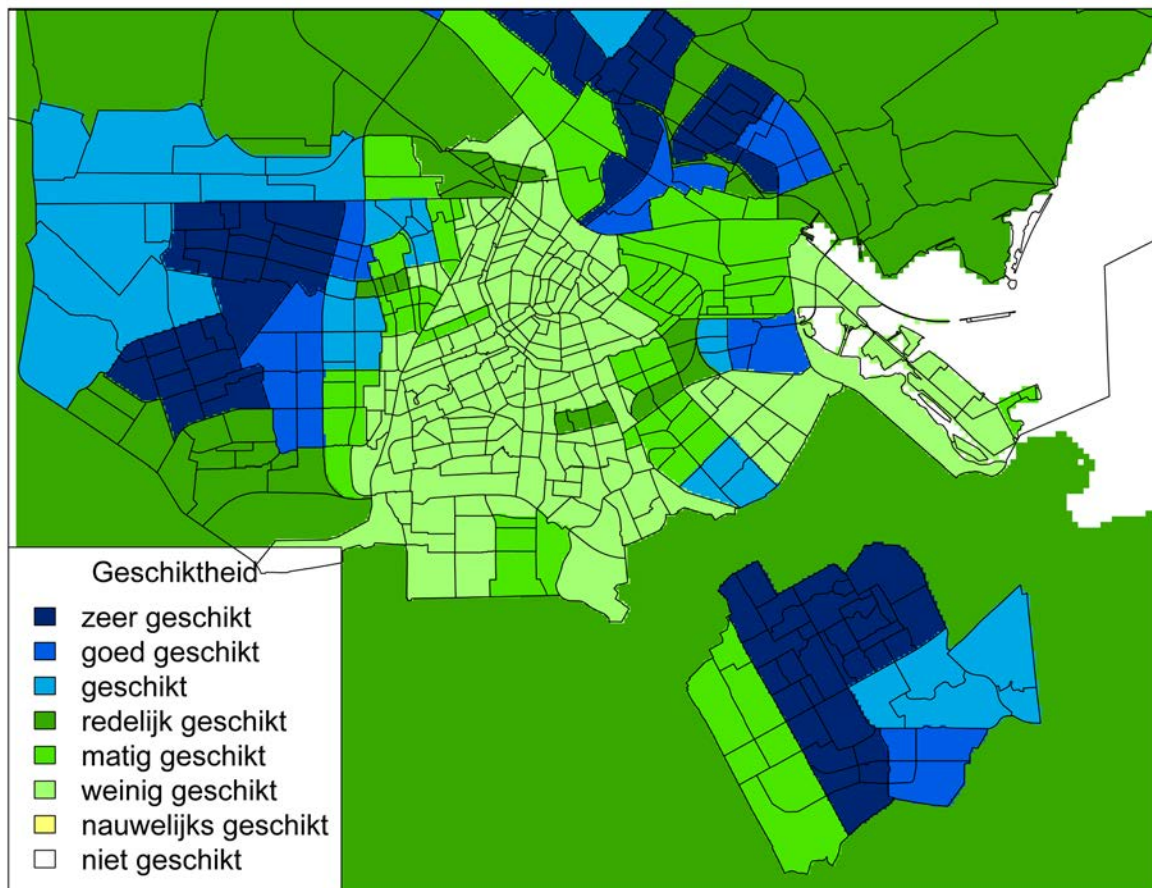 Geschiktheid
zeer geschikt
goed geschikt
geschikt
redelijk geschikt
matig geschikt
weinig geschikt
nauwelijks geschikt
niet geschikt